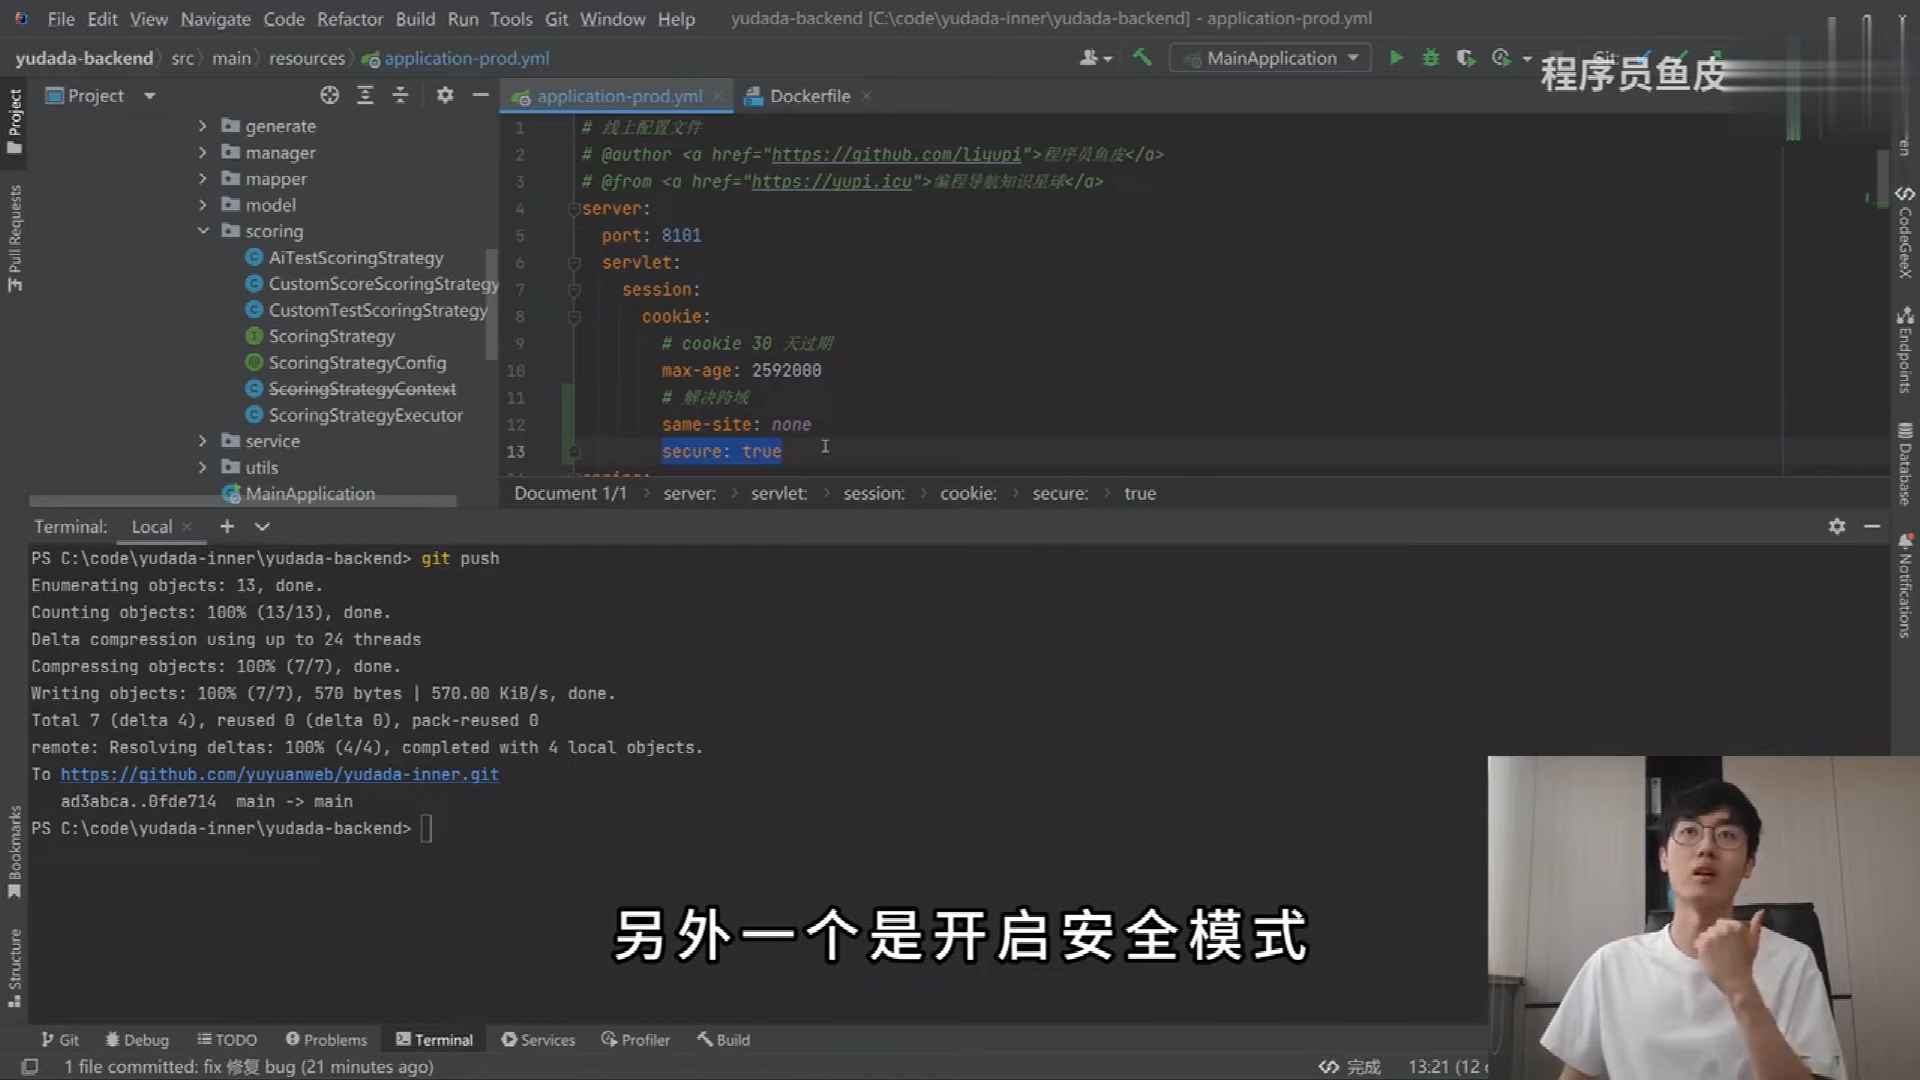 File Edit View Navigate Code Refactor Build Run Tools Git Window Help yudada-backend [C:\code\yudada-inner\yudada-backend] - application-prod.yml
yudada-backend src main resources application-prod.yml MainApplication Git:
程序员鱼皮
Project application-prod.yml Dockerfile
generate
manager
mapper
model
scoring
AiTestScoringStrategy
CustomScoreScoringStrategy
CustomTestScoringStrategy
ScoringStrategy
ScoringStrategyConfig
ScoringStrategyContext
ScoringStrategyExecutor
service
utils
MainApplication
1 # 线上配置文件
2 # @author <a href="https://github.com/liyupi">程序员鱼皮</a>
3 # @from <a href="https://yupi.icu">编程导航知识星球</a>
4 server:
5 port: 8101
6 servlet:
7 session:
8 cookie:
9 # cookie 30 天过期
10 max-age: 2592000
11 # 解决跨域
12 same-site: none
13 secure: true
Document 1/1 server: servlet: session: cookie: secure: true
Terminal: Local
PS C:\code\yudada-inner\yudada-backend> git push
Enumerating objects: 13, done.
Counting objects: 100% (13/13), done.
Delta compression using up to 24 threads
Compressing objects: 100% (7/7), done.
Writing objects: 100% (7/7), 570 bytes | 570.00 KiB/s, done.
Total 7 (delta 4), reused 0 (delta 0), pack-reused 0
remote: Resolving deltas: 100% (4/4), completed with 4 local objects.
To https://github.com/yuyuanweb/yudada-inner.git
ad3abca..0fde714 main -> main
PS C:\code\yudada-inner\yudada-backend>
另外一个是开启安全模式
Project
Pull Requests
Bookmarks
Structure
en
CodeGeeX
Endpoints
Database
Notifications
Git Debug TODO Problems Terminal Services Profiler Build
1 file committed: fix 修复 bug (21 minutes ago) 完成 13:21 (12